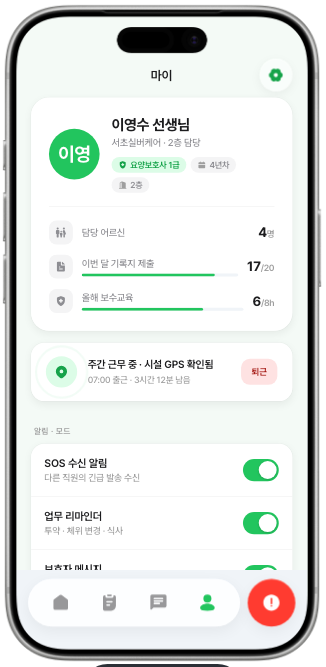 마이
이영
이영수 선생님
서초실버케어 · 2층 담당
요양보호사 1급
4년차
2층
담당 어르신
4명
이번 달 기록지 제출
17/20
올해 보수교육
6/8h
주간 근무 중 · 시설 GPS 확인됨
07:00 출근 · 3시간 12분 남음
퇴근
알림 · 모드
SOS 수신 알림
다른 직원의 긴급 발송 수신
업무 리마인더
투약 · 체위 변경 · 식사
보호자 메시지